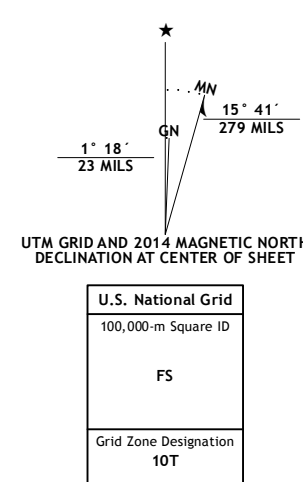 ★
MN
GN
15° 41´
279 MILS
1° 18´
23 MILS
UTM GRID AND 2014 MAGNETIC NORTH
DECLINATION AT CENTER OF SHEET
U.S. National Grid
100,000-m Square ID
FS
Grid Zone Designation
10T